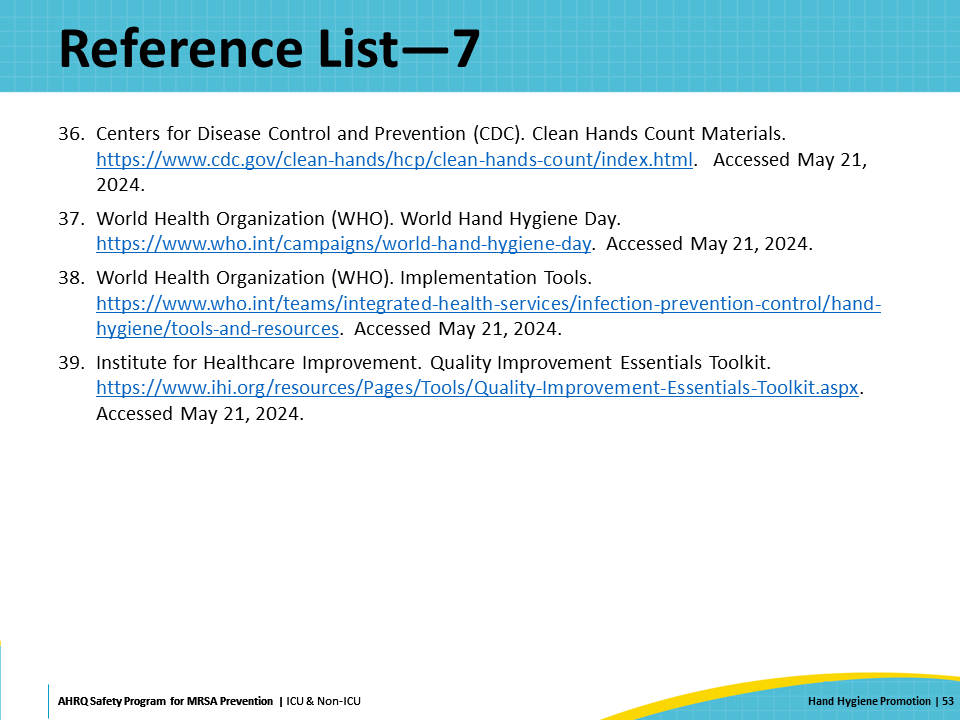 Reference List—7
36. Centers for Disease Control and Prevention (CDC). Clean Hands Count Materials.
https://www.cdc.gov/clean-hands/hcp/clean-hands-count/index.html. Accessed May 21,
2024.
37. World Health Organization (WHO). World Hand Hygiene Day.
https://www.who.int/campaigns/world-hand-hygiene-day. Accessed May 21, 2024.
38. World Health Organization (WHO). Implementation Tools.
https://www.who.int/teams/integrated-health-services/infection-prevention-control/hand-
hygiene/tools-and-resources. Accessed May 21, 2024.
39. Institute for Healthcare Improvement. Quality Improvement Essentials Toolkit.
https://www.ihi.org/resources/Pages/Tools/Quality-Improvement-Essentials-Toolkit.aspx.
Accessed May 21, 2024.
AHRQ Safety Program for MRSA Prevention | ICU & Non-ICU
Hand Hygiene Promotion | 53